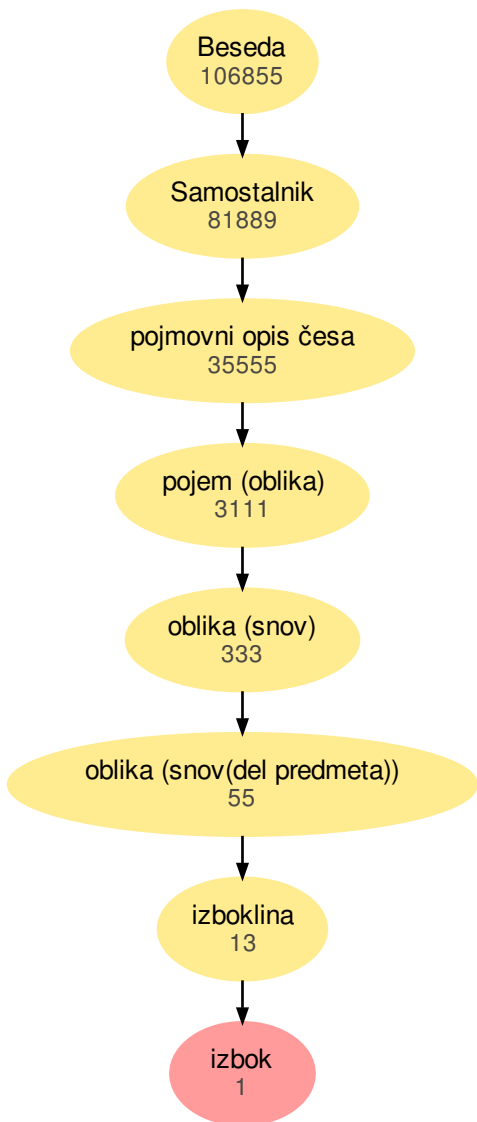 Beseda
106855
Samostalnik
81889
pojmovni opis česa
35555
pojem (oblika)
3111
oblika (snov)
333
oblika (snov(del predmeta))
55
izboklina
13
izbok
1